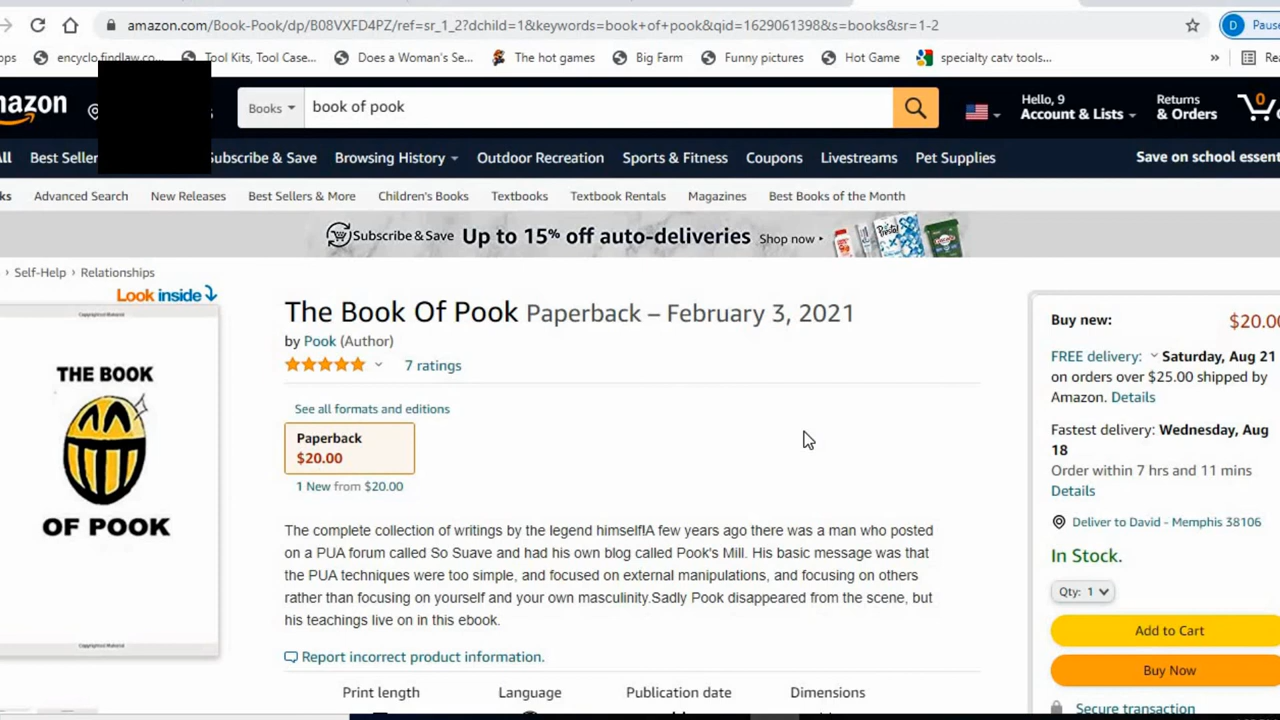 amazon.com/Book-Pook/dp/B08VXFD4PZ/ref=sr_1_2?dchild=1&keywords=book+of+pook&qid=1629061398&s=books&sr=1-2
D Pause
ops encyclo.findlaw.co... Tool Kits, Tool Case... Does a Woman's Se... The hot games Big Farm Funny pictures Hot Game specialty catv tools... » Rea
mazon Books book of pook Hello, 9 Returns 0
Account & Lists & Orders
All Best Seller Subscribe & Save Browsing History Outdoor Recreation Sports & Fitness Coupons Livestreams Pet Supplies Save on school essent
ks Advanced Search New Releases Best Sellers & More Children's Books Textbooks Textbook Rentals Magazines Best Books of the Month
Subscribe & Save Up to 15% off auto-deliveries Shop now ▸
› Self-Help › Relationships
Look inside
Copyrighted Material
THE BOOK
OF POOK
Copyrighted Material
The Book Of Pook Paperback – February 3, 2021
by Pook (Author)
7 ratings
See all formats and editions
Paperback
$20.00
1 New from $20.00
The complete collection of writings by the legend himself!A few years ago there was a man who posted
on a PUA forum called So Suave and had his own blog called Pook's Mill. His basic message was that
the PUA techniques were too simple, and focused on external manipulations, and focusing on others
rather than focusing on yourself and your own masculinity.Sadly Pook disappeared from the scene, but
his teachings live on in this ebook.
Report incorrect product information.
Print length Language Publication date Dimensions
Buy new: $20.00
FREE delivery: Saturday, Aug 21
on orders over $25.00 shipped by
Amazon. Details
Fastest delivery: Wednesday, Aug
18
Order within 7 hrs and 11 mins
Details
Deliver to David - Memphis 38106
In Stock.
Qty: 1
Add to Cart
Buy Now
Secure transaction